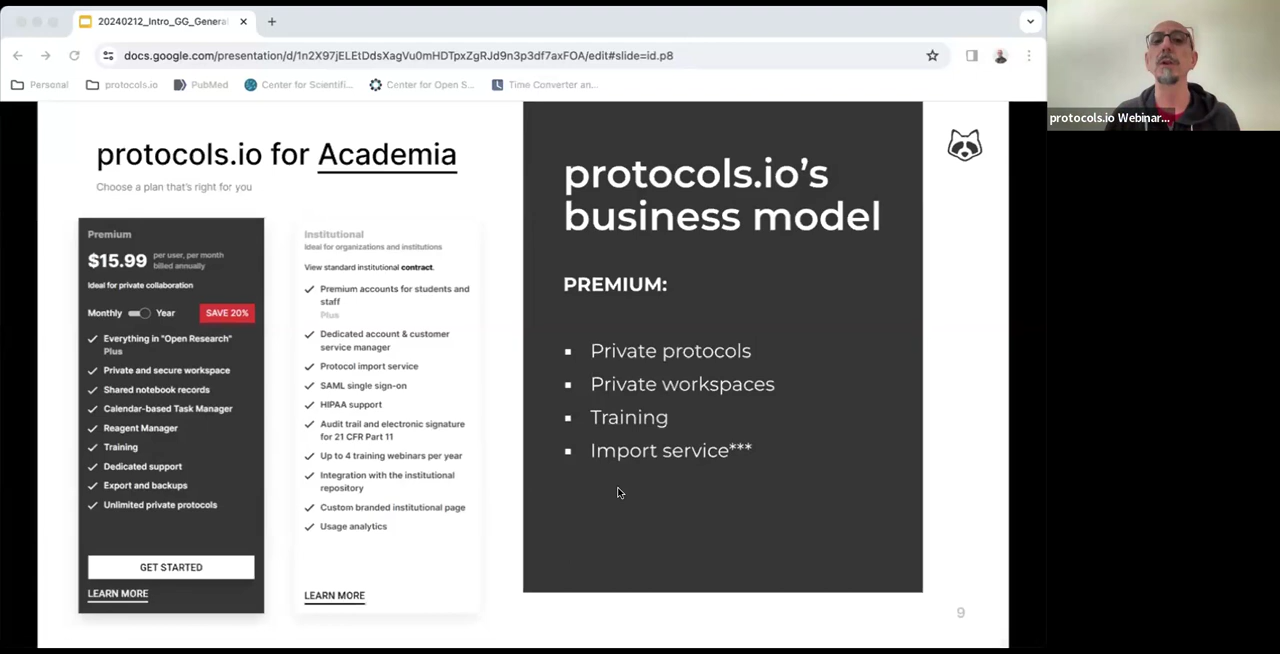 20240212_Intro_GG_Genera
docs.google.com/presentation/d/1n2X97jELEtDdsXagVu0mHDTpxZgRJd9n3p3df7axFOA/edit#slide=id.p8
Personal
protocols.io
PubMed
Center for Scientifi...
Center for Open S...
Time Converter an...
protocols.io Webinar...
protocols.io for Academia
Choose a plan that's right for you
Premium
$15.99
per user, per month
billed annually
Ideal for private collaboration
Monthly
Year
SAVE 20%
Everything in "Open Research"
Plus
Private and secure workspace
Shared notebook records
Calendar-based Task Manager
Reagent Manager
Training
Dedicated support
Export and backups
Unlimited private protocols
GET STARTED
LEARN MORE
Institutional
Ideal for organizations and institutions
View standard institutional contract.
Premium accounts for students and
staff
Plus
Dedicated account & customer
service manager
Protocol import service
SAML single sign-on
HIPAA support
Audit trail and electronic signature
for 21 CFR Part 11
Up to 4 training webinars per year
Integration with the institutional
repository
Custom branded institutional page
Usage analytics
LEARN MORE
protocols.io’s
business model
PREMIUM:
Private protocols
Private workspaces
Training
Import service***
9